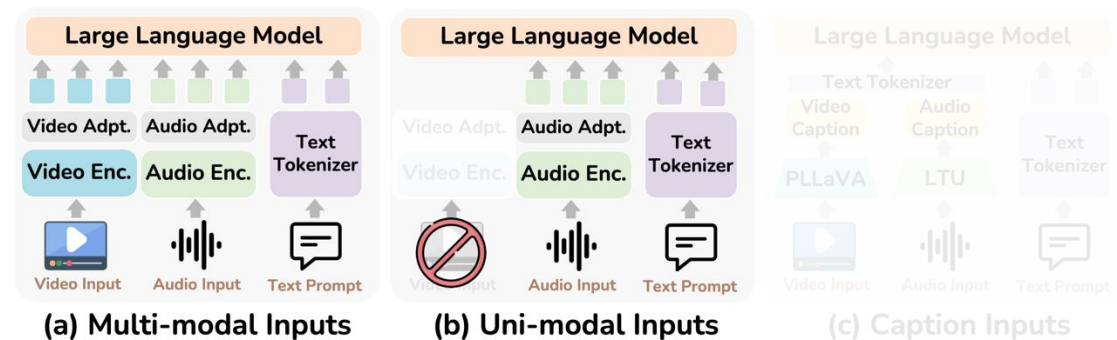 Large Language Model
Video Adpt.
Audio Adpt.
Video Enc.
Audio Enc.
Text
Tokenizer
Video Input
Audio Input
Text Prompt
(a) Multi-modal Inputs
Large Language Model
Video Adpt.
Audio Adpt.
Video Enc.
Audio Enc.
Text
Tokenizer
Video Input
Audio Input
Text Prompt
(b) Uni-modal Inputs
Large Language Model
Text Tokenizer
Video
Caption
Audio
Caption
PLLaVA
LTU
Text
Tokenizer
Video Input
Audio Input
Text Prompt
(c) Caption Inputs